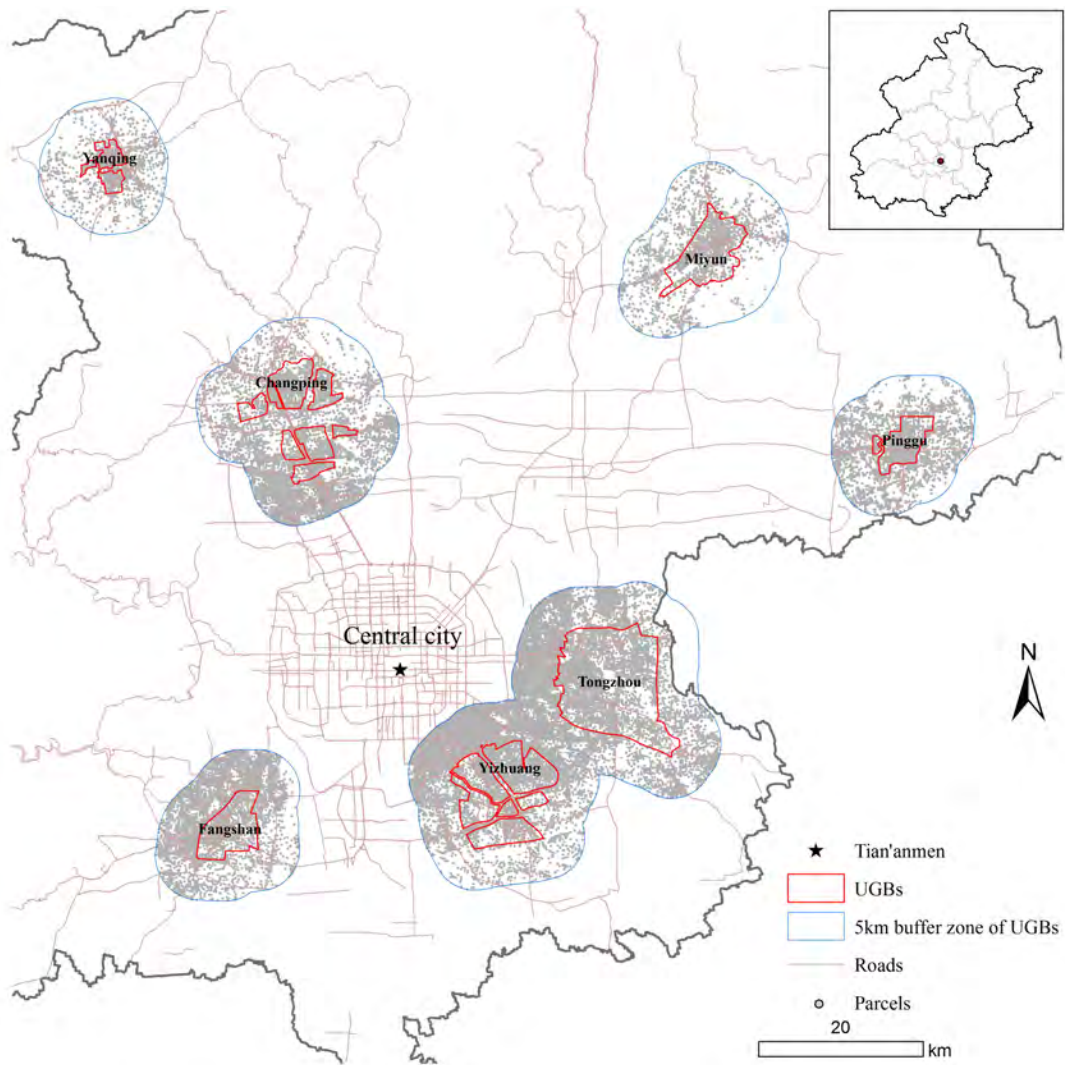 Yanqing
Miyun
Changping
Pinggu
Central city
Tongzhou
Yizhuang
Fangshan
N
Tian'anmen
UGBs
5km buffer zone of UGBs
Roads
Parcels
20
km